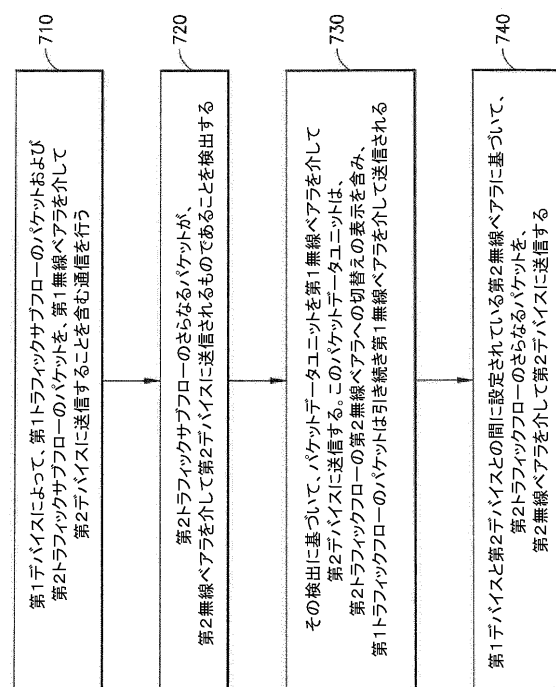 710
第1デバイスによって、第1トラフィックサブフローのパケットおよび
第2トラフィックサブフローのパケットを、第1無線ベアラを介して
第2デバイスに送信することを含む通信を行う
720
第2トラフィックサブフローのさらなるパケットが、
第2無線ベアラを介して第2デバイスに送信されるものであることを検出する
730
その検出に基づいて、パケットデータユニットを第1無線ベアラを介して
第2デバイスに送信する。このパケットデータユニットは、
第2トラフィックフローの第2無線ベアラへの切替えの表示を含み、
第1トラフィックフローのパケットは引き続き第1無線ベアラを介して送信される
740
第1デバイスと第2デバイスとの間に設定されている第2無線ベアラに基づいて、
第2トラフィックフローのさらなるパケットを、
第2無線ベアラを介して第2デバイスに送信する